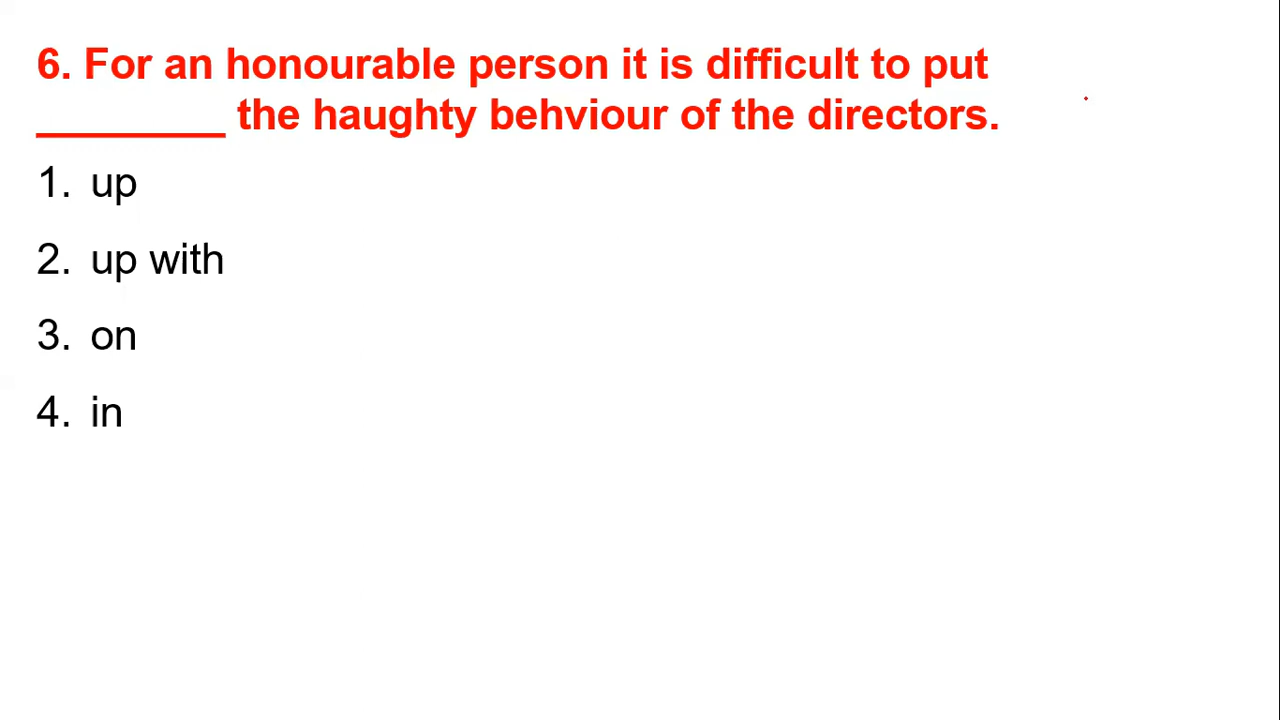 6. For an honourable person it is difficult to put
________ the haughty behviour of the directors.
1. up
2. up with
3. on
4. in